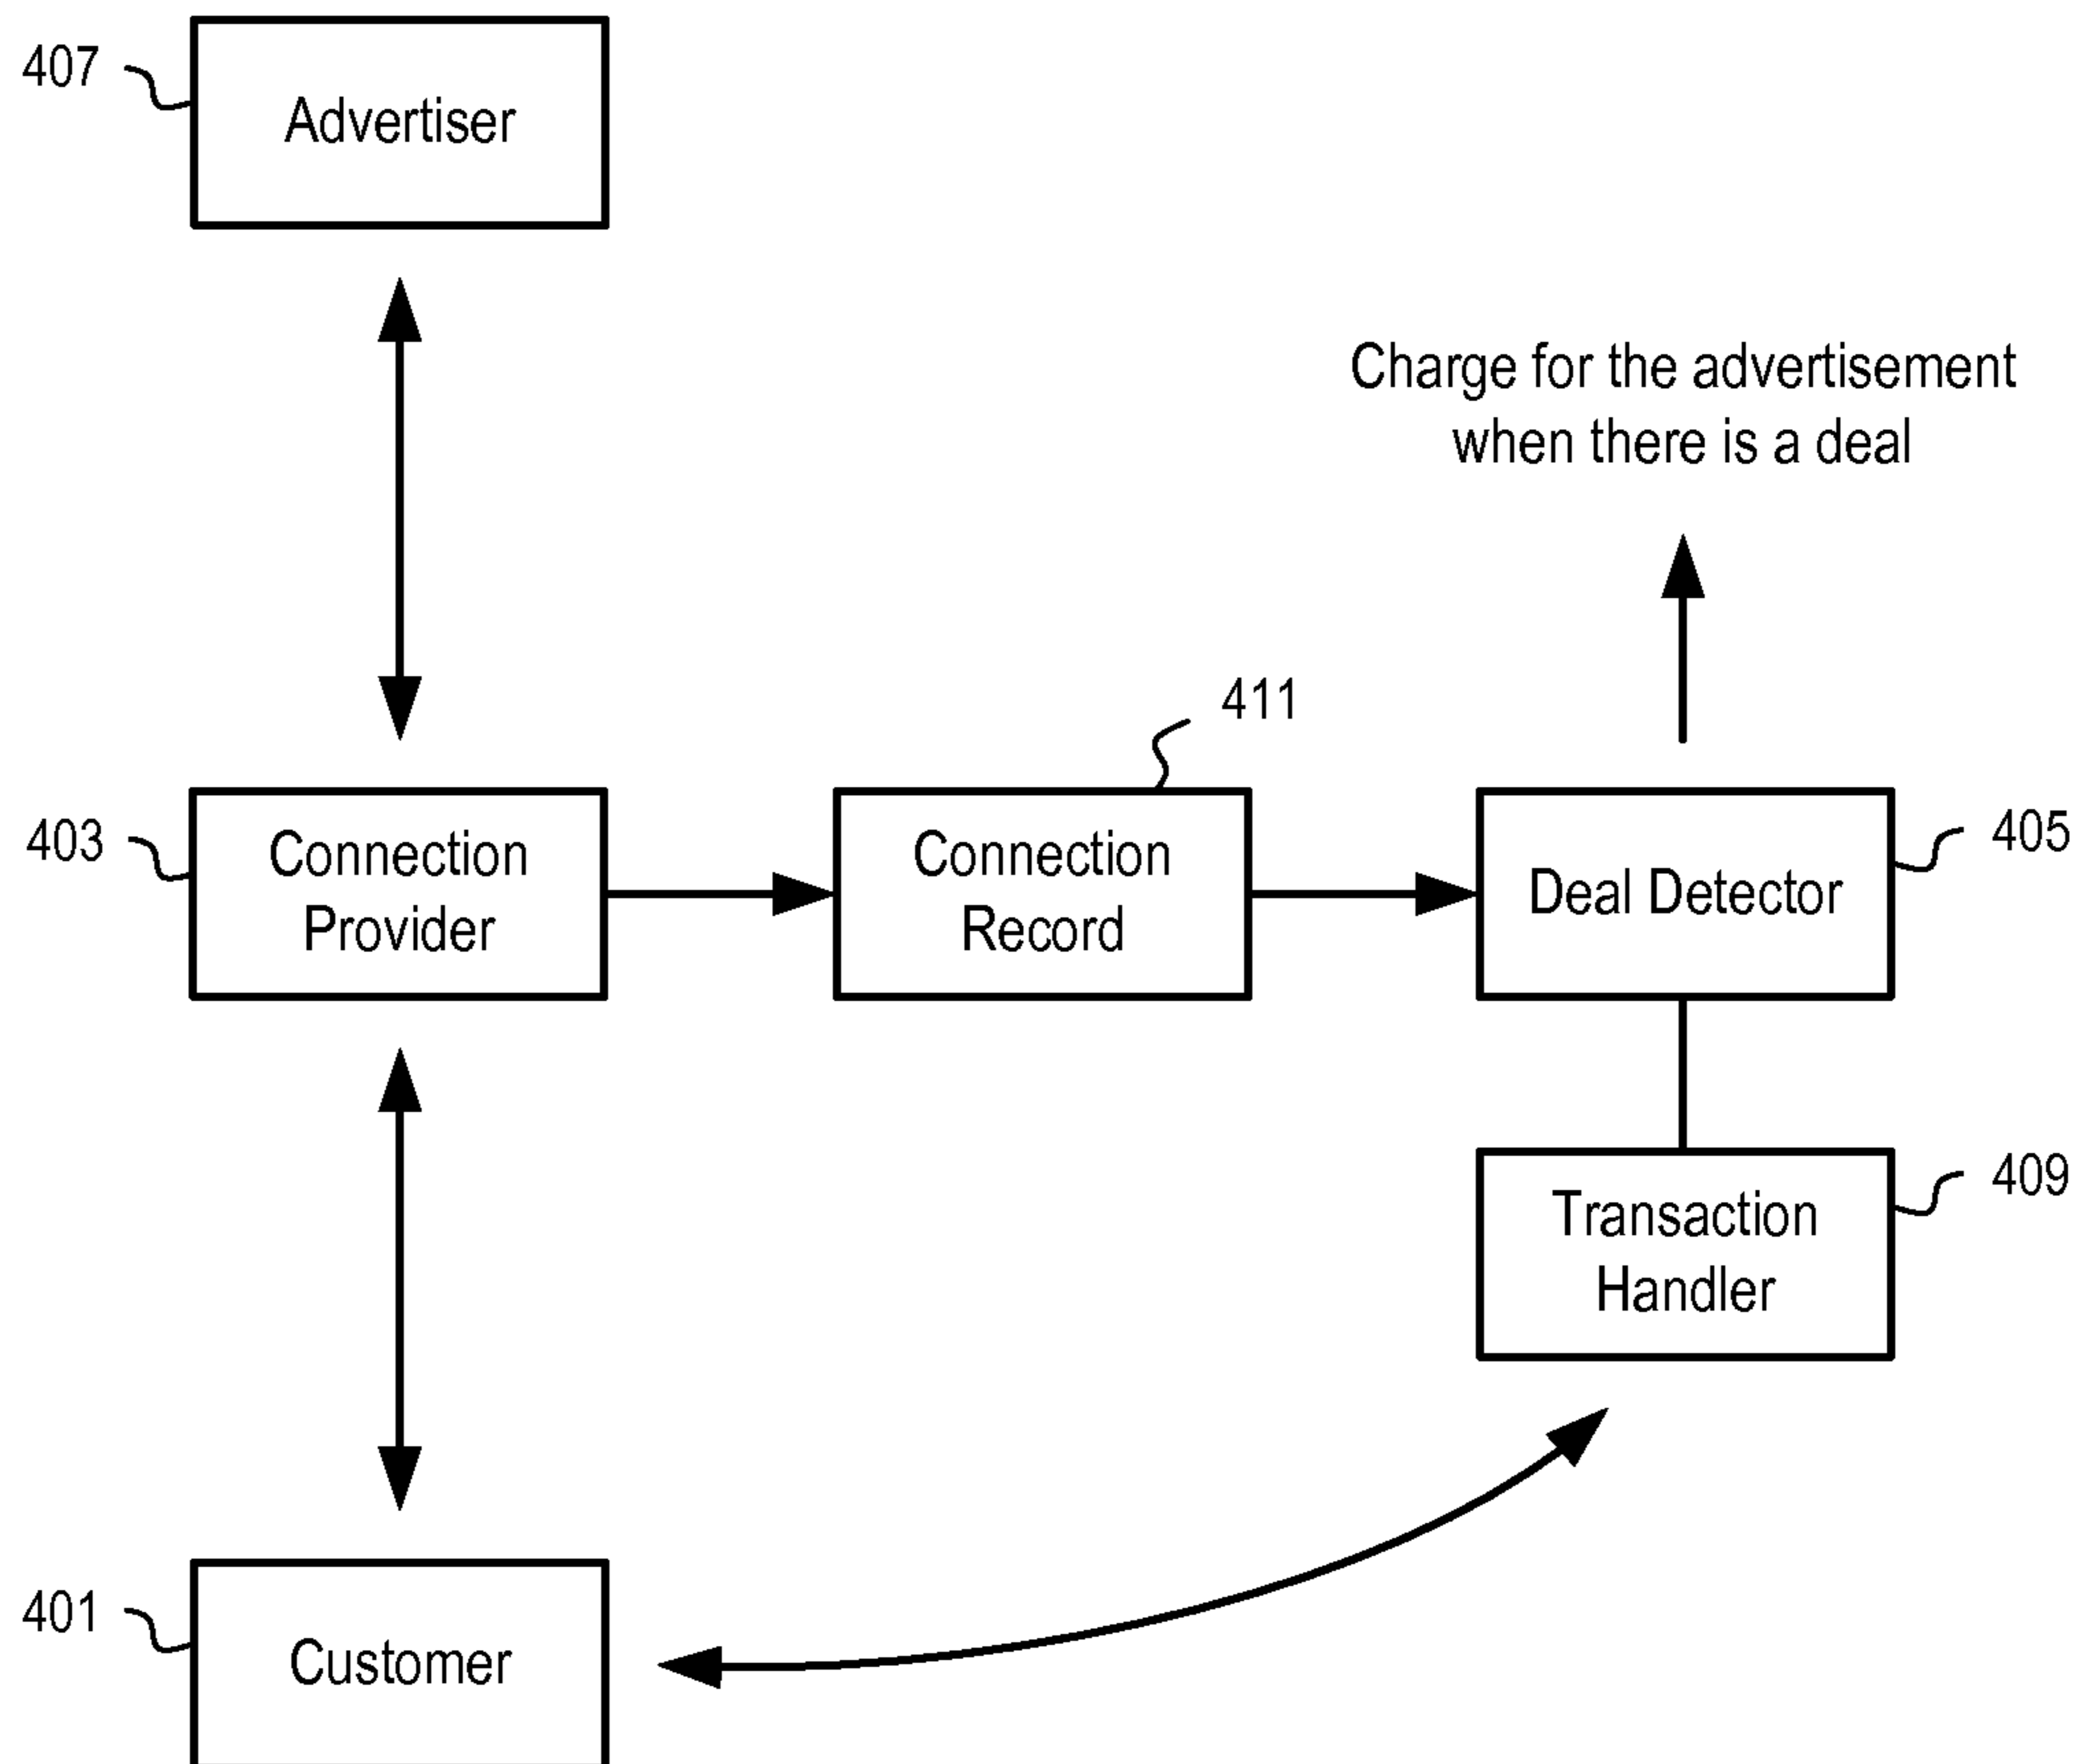 407
Advertiser
Charge for the advertisement
when there is a deal
411
403
Connection
Provider
Connection
Record
Deal Detector
405
Transaction
Handler
409
401
Customer